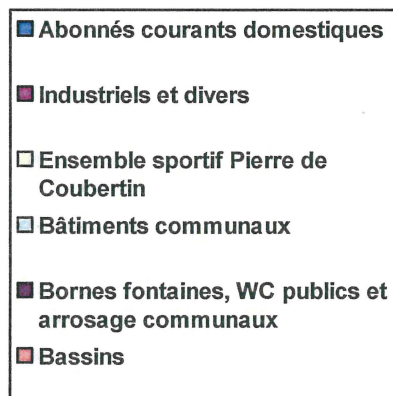 Abonnés courants domestiques
Industriels et divers
Ensemble sportif Pierre de
Coubertin
Bâtiments communaux
Bornes fontaines, WC publics et
arrosage communaux
Bassins